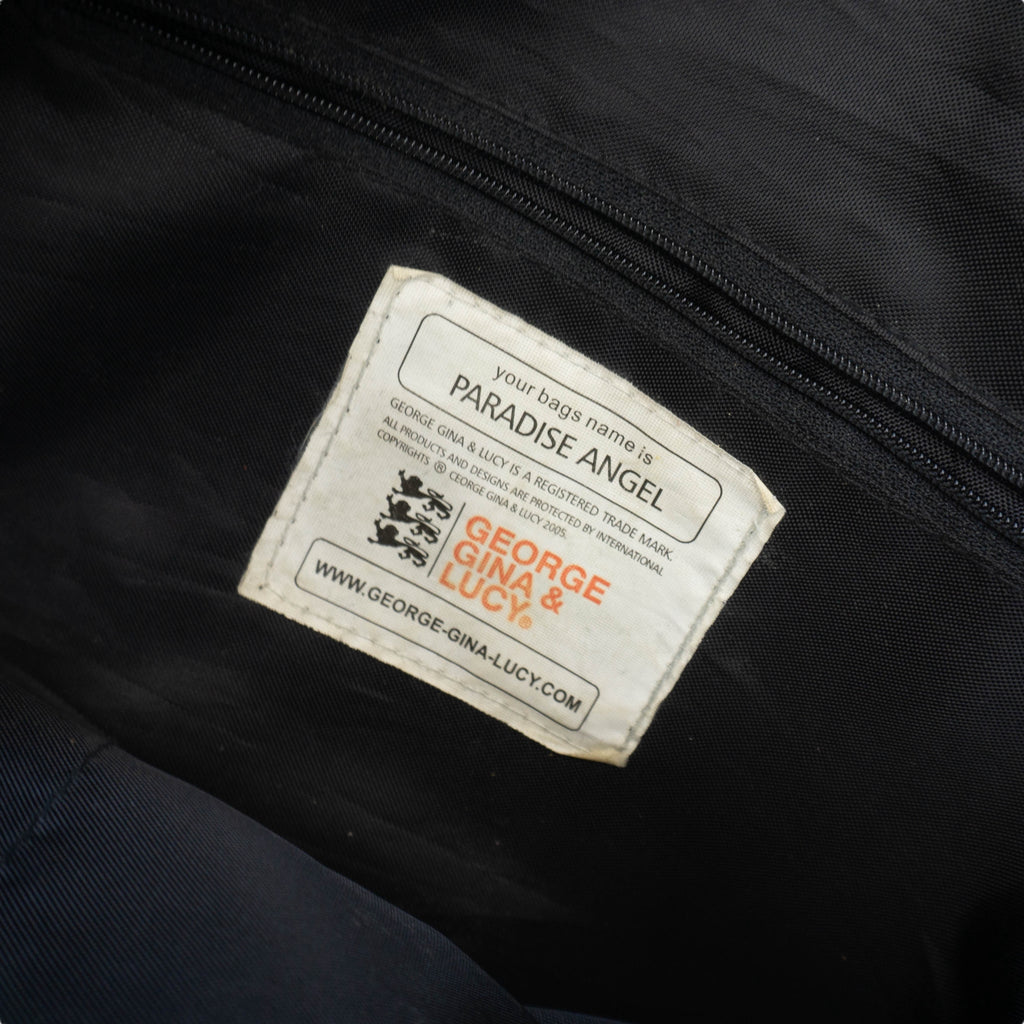 your bags name is
PARADISE ANGEL
GEORGE GINA & LUCY IS A REGISTERED TRADE MARK.
ALL PRODUCTS AND DESIGNS ARE PROTECTED BY INTERNATIONAL
COPYRIGHTS ® CEORGE GINA & LUCY 2005.
GEORGE
GINA &
LUCY®
WWW.GEORGE-GINA-LUCY.COM